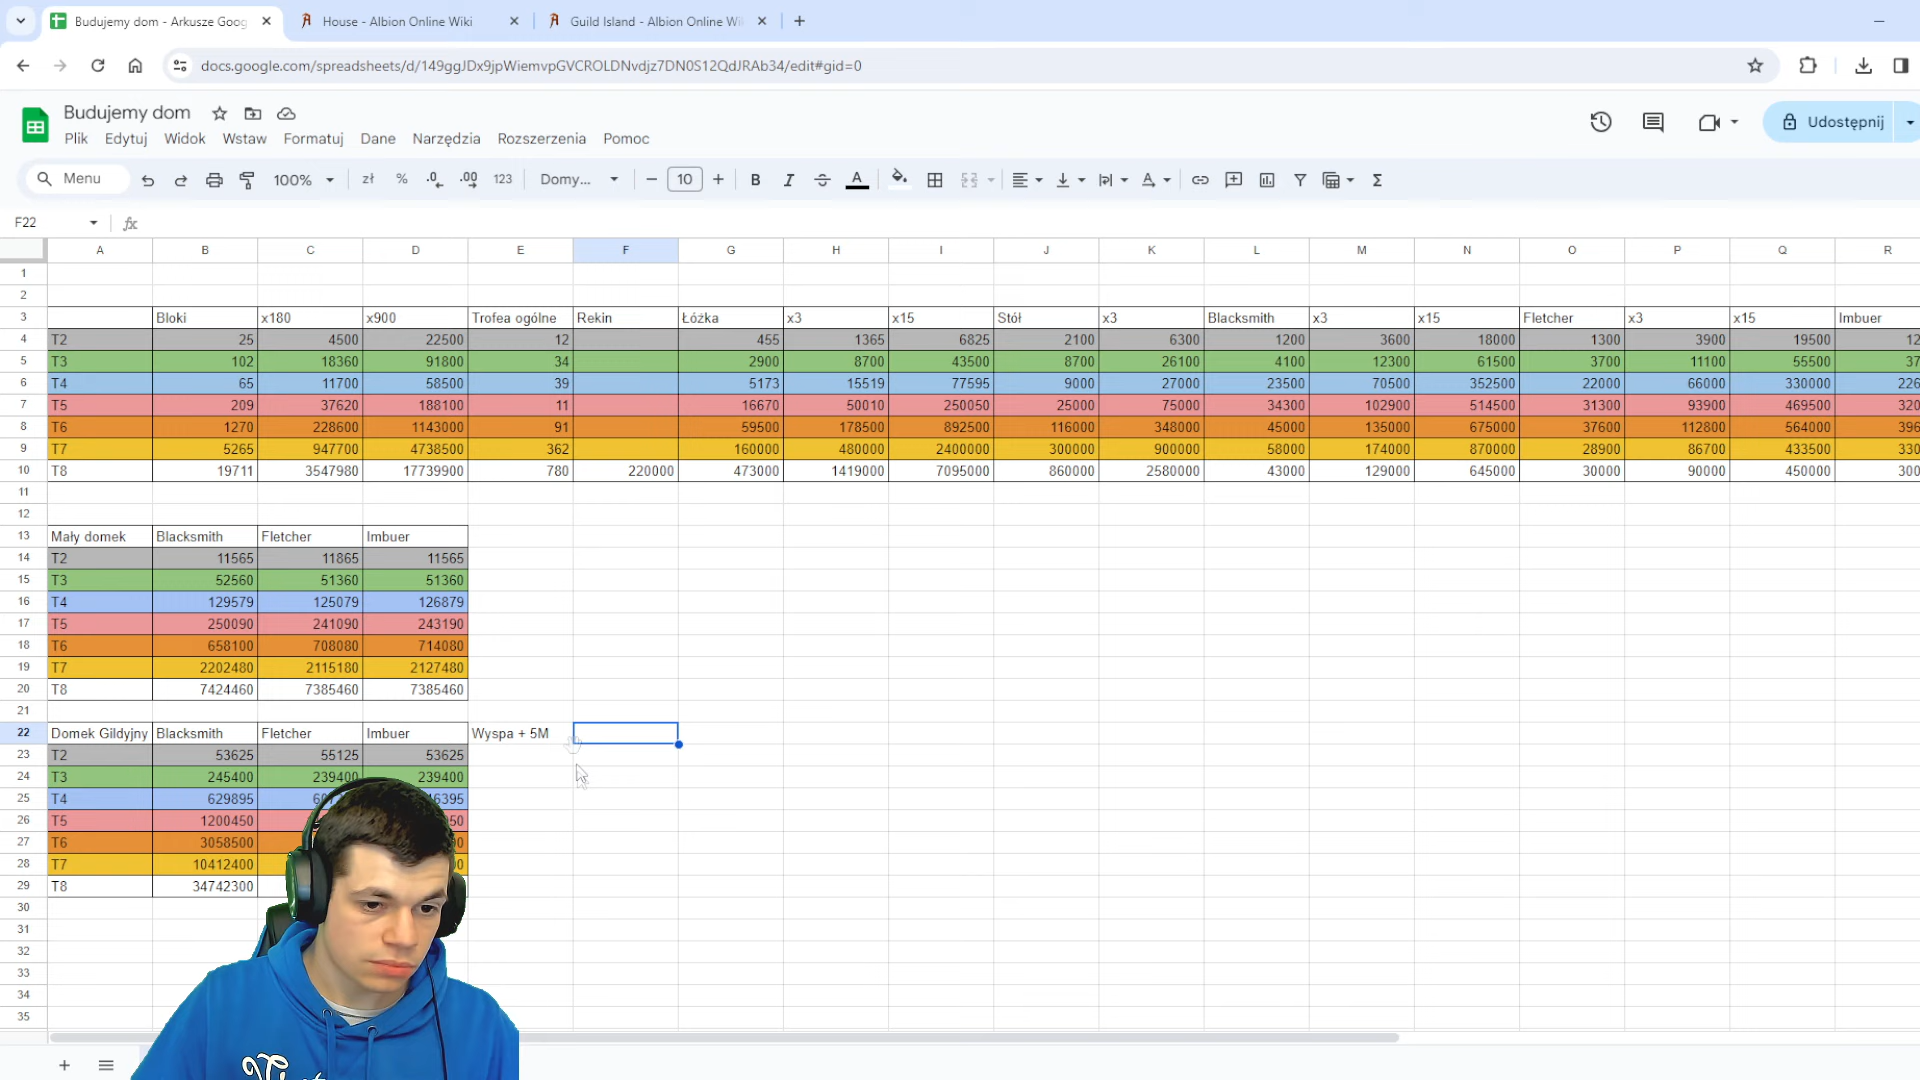 Budujemy dom - Arkusze Goog
House - Albion Online Wiki
Guild Island - Albion Online Wi
docs.google.com/spreadsheets/d/149ggJDx9jpWiemvpGVCROLDNvdjz7DN0S12QdJRAb34/edit#gid=0
Budujemy dom
Plik Edytuj Widok Wstaw Formatuj Dane Narzędzia Rozszerzenia Pomoc
Udostępnij
Menu 100% zł % .0 .00 123 Domy... 10 B I A A Σ
F22 fx
A B C D E F G H I J K L M N O P Q R
1
2
3 Bloki x180 x900 Trofea ogólne Rekin Łóżka x3 x15 Stół x3 Blacksmith x3 x15 Fletcher x3 x15 Imbuer
4 T2 25 4500 22500 12 455 1365 6825 2100 6300 1200 3600 18000 1300 3900 19500 12
5 T3 102 18360 91800 34 2900 8700 43500 8700 26100 4100 12300 61500 3700 11100 55500 37
6 T4 65 11700 58500 39 5173 15519 77595 9000 27000 23500 70500 352500 22000 66000 330000 226
7 T5 209 37620 188100 11 16670 50010 250050 25000 75000 34300 102900 514500 31300 93900 469500 320
8 T6 1270 228600 1143000 91 59500 178500 892500 116000 348000 45000 135000 675000 37600 112800 564000 396
9 T7 5265 947700 4738500 362 160000 480000 2400000 300000 900000 58000 174000 870000 28900 86700 433500 330
10 T8 19711 3547980 17739900 780 220000 473000 1419000 7095000 860000 2580000 43000 129000 645000 30000 90000 450000 300
11
12
13 Mały domek Blacksmith Fletcher Imbuer
14 T2 11565 11865 11565
15 T3 52560 51360 51360
16 T4 129579 125079 126879
17 T5 250090 241090 243190
18 T6 658100 708080 714080
19 T7 2202480 2115180 2127480
20 T8 7424460 7385460 7385460
21
22 Domek Gildyjny Blacksmith Fletcher Imbuer Wyspa + 5M
23 T2 53625 55125 53625
24 T3 245400 239400 239400
25 T4 629895
26 T5 1200450
27 T6 3058500
28 T7 10412400
29 T8 34742300
30
31
32
33
34
35